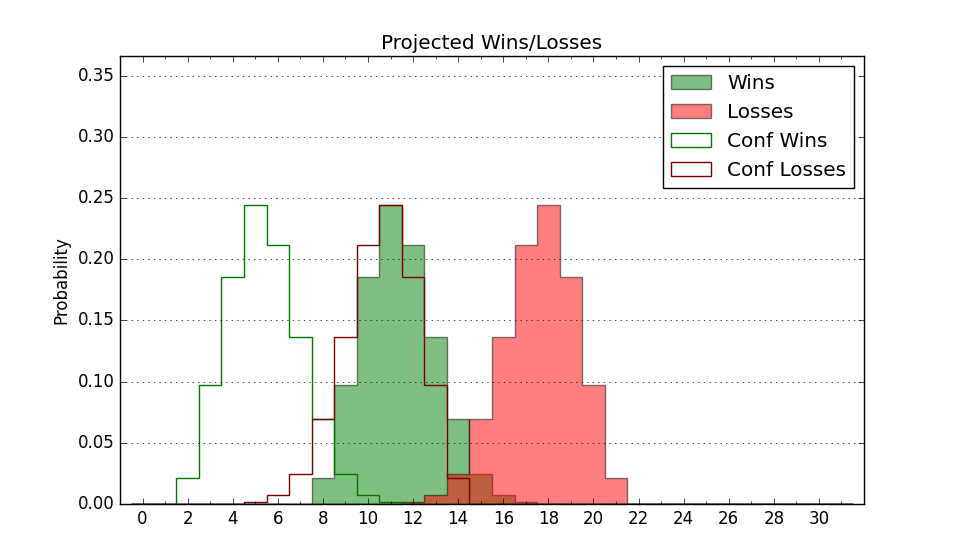 Projected Wins/Losses
0.35
0.30
0.25
0.20
0.15
0.10
0.05
0.00
Probability
Wins
Losses
Conf Wins
Conf Losses
0 2 4 6 8 10 12 14 16 18 20 22 24 26 28 30